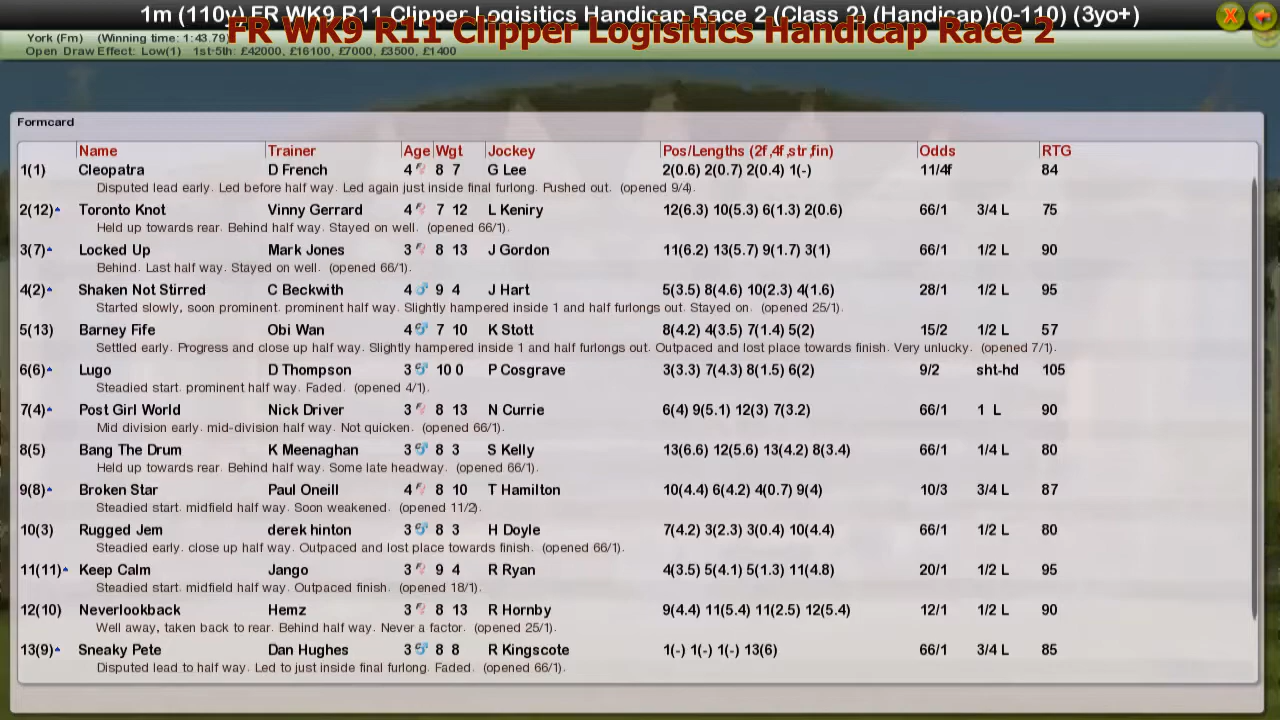 1m (110y) FR WK9 R11 Clipper Logisitics Handicap Race 2 (Class 2) (Handicap)(0-110) (3yo+)
FR WK9 R11 Clipper Logisitics Handicap Race 2
York (Fm) (Winning time: 1:43.79)
Open Draw Effect: Low(1) 1st-5th: £42000, £16100, £7000, £3500, £1400
Formcard
Name Trainer Age Wgt Jockey Pos/Lengths (2f,4f,str,fin) Odds RTG
1(1) Cleopatra D French 4 8 7 G Lee 2(0.6) 2(0.7) 2(0.4) 1(-) 11/4f 84
Disputed lead early. Led before half way. Led again just inside final furlong. Pushed out. (opened 9/4).
2(12) Toronto Knot Vinny Gerrard 4 7 12 L Keniry 12(6.3) 10(5.3) 6(1.3) 2(0.6) 66/1 3/4 L 75
Held up towards rear. Behind half way. Stayed on well. (opened 66/1).
3(7) Locked Up Mark Jones 3 8 13 J Gordon 11(6.2) 13(5.7) 9(1.7) 3(1) 66/1 1/2 L 90
Behind. Last half way. Stayed on well. (opened 66/1).
4(2) Shaken Not Stirred C Beckwith 4 9 4 J Hart 5(3.5) 8(4.6) 10(2.3) 4(1.6) 28/1 1/2 L 95
Started slowly, soon prominent. prominent half way. Slightly hampered inside 1 and half furlongs out. Stayed on. (opened 25/1).
5(13) Barney Fife Obi Wan 4 7 10 K Stott 8(4.2) 4(3.5) 7(1.4) 5(2) 15/2 1/2 L 57
Settled early. Progress and close up half way. Slightly hampered inside 1 and half furlongs out. Outpaced and lost place towards finish. Very unlucky. (opened 7/1).
6(6) Lugo D Thompson 3 10 0 P Cosgrave 3(3.3) 7(4.3) 8(1.5) 6(2) 9/2 sht-hd 105
Steadied start. prominent half way. Faded. (opened 4/1).
7(4) Post Girl World Nick Driver 3 8 13 N Currie 6(4) 9(5.1) 12(3) 7(3.2) 66/1 1 L 90
Mid division early. mid-division half way. Not quicken. (opened 66/1).
8(5) Bang The Drum K Meenaghan 3 8 3 S Kelly 13(6.6) 12(5.6) 13(4.2) 8(3.4) 66/1 1/4 L 80
Held up towards rear. Behind half way. Some late headway. (opened 66/1).
9(8) Broken Star Paul Oneill 4 8 10 T Hamilton 10(4.4) 6(4.2) 4(0.7) 9(4) 10/3 3/4 L 87
Steadied start. midfield half way. Soon weakened. (opened 11/2).
10(3) Rugged Jem derek hinton 3 8 3 H Doyle 7(4.2) 3(2.3) 3(0.4) 10(4.4) 66/1 1/2 L 80
Steadied early. close up half way. Outpaced and lost place towards finish. (opened 66/1).
11(11) Keep Calm Jango 3 9 4 R Ryan 4(3.5) 5(4.1) 5(1.3) 11(4.8) 20/1 1/2 L 95
Steadied start. midfield half way. Outpaced finish. (opened 18/1).
12(10) Neverlookback Hemz 3 8 13 R Hornby 9(4.4) 11(5.4) 11(2.5) 12(5.4) 12/1 1/2 L 90
Well away, taken back to rear. Behind half way. Never a factor. (opened 25/1).
13(9) Sneaky Pete Dan Hughes 3 8 8 R Kingscote 1(-) 1(-) 1(-) 13(6) 66/1 3/4 L 85
Disputed lead to half way. Led to just inside final furlong. Faded. (opened 66/1).